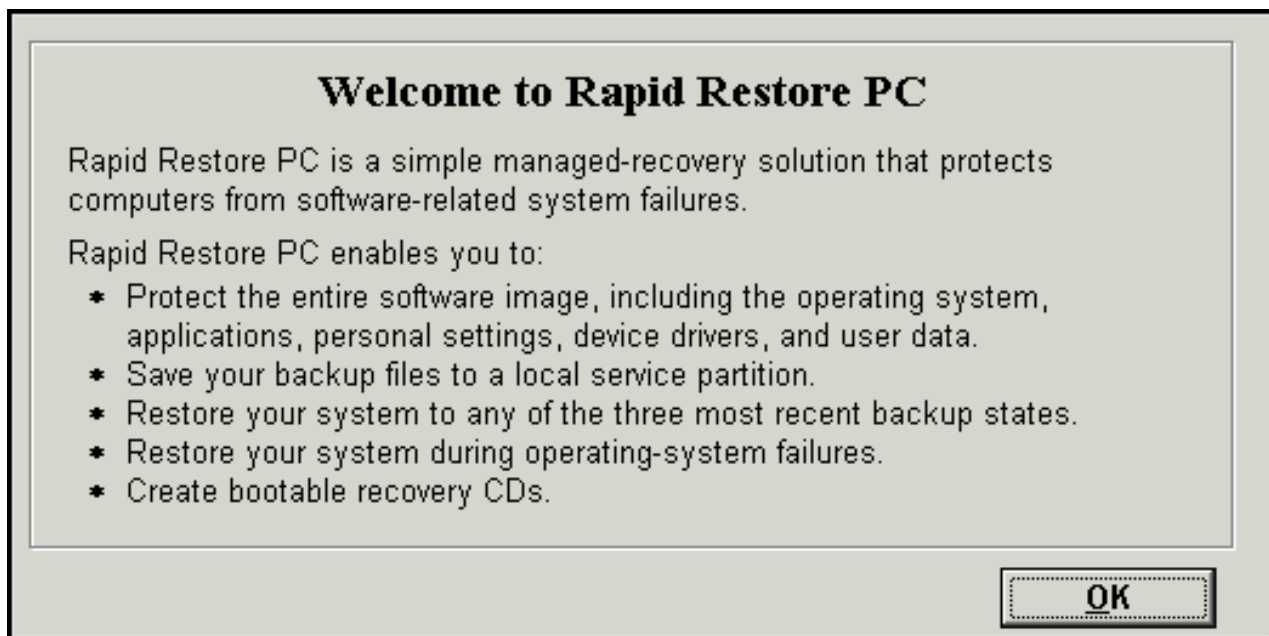 Welcome to Rapid Restore PC
Rapid Restore PC is a simple managed-recovery solution that protects
computers from software-related system failures.
Rapid Restore PC enables you to:
* Protect the entire software image, including the operating system,
applications, personal settings, device drivers, and user data.
* Save your backup files to a local service partition.
* Restore your system to any of the three most recent backup states.
* Restore your system during operating-system failures.
* Create bootable recovery CDs.
OK